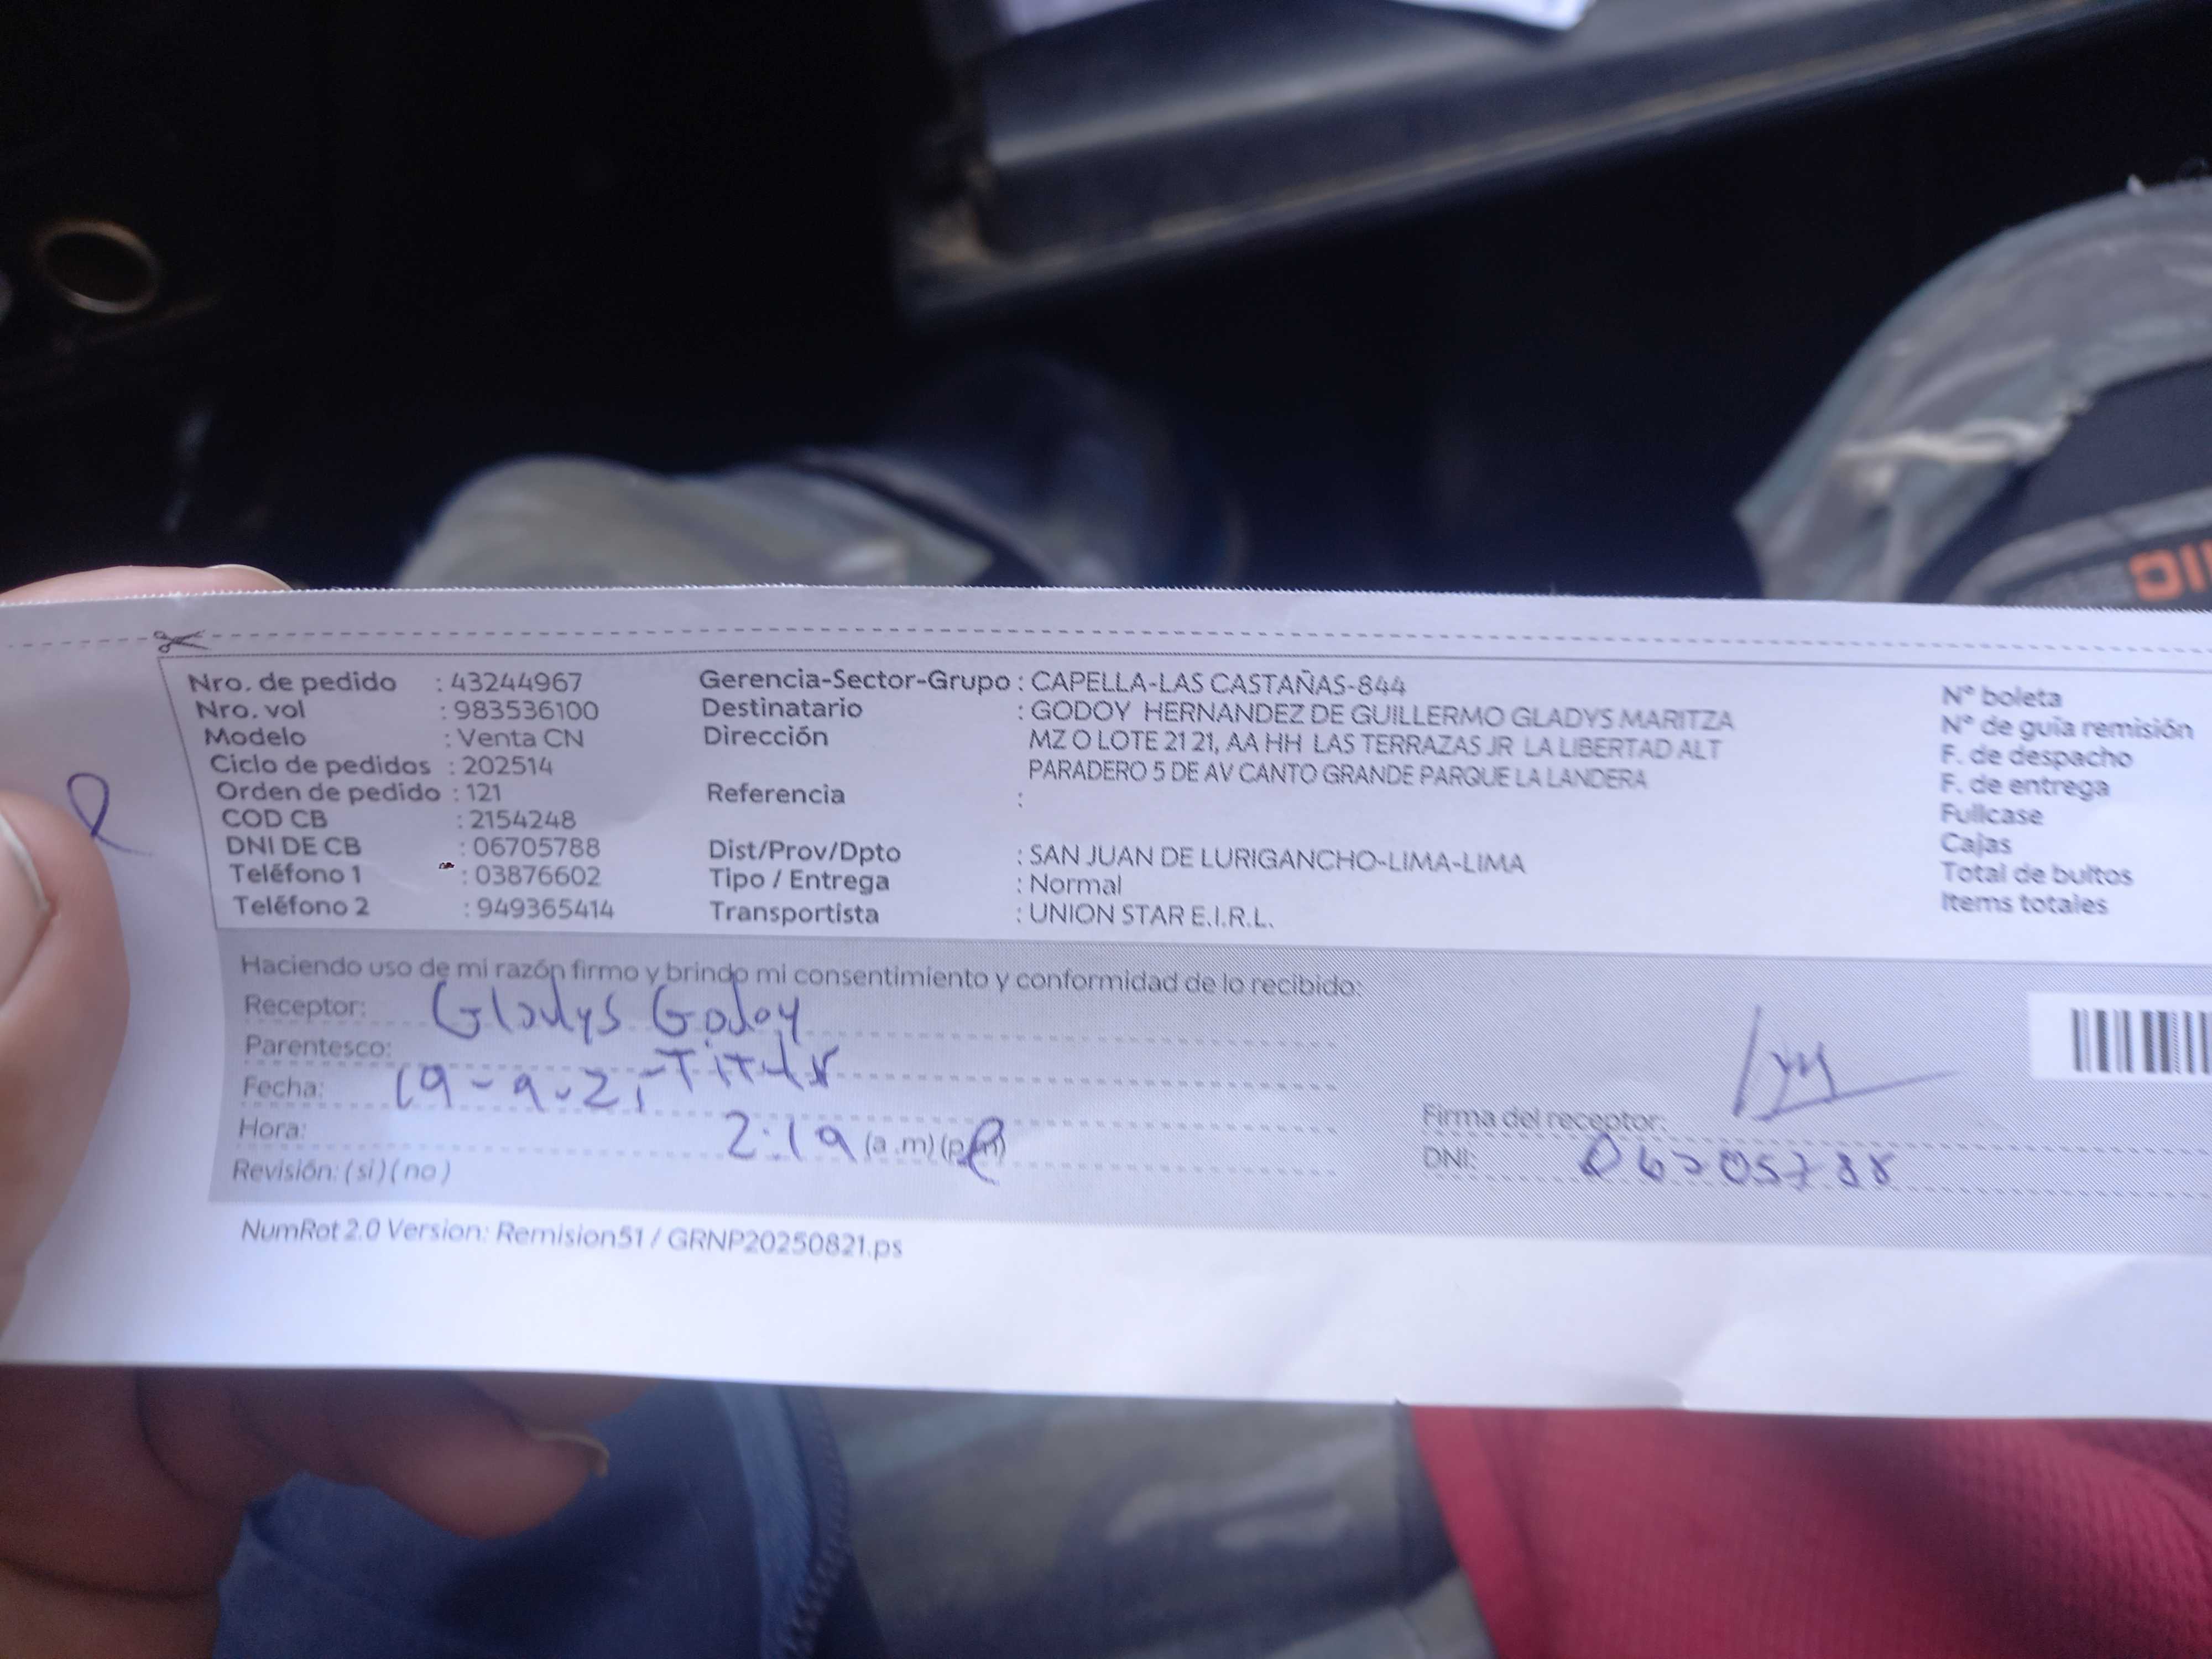 Nro. de pedido : 43244967
Nro. vol : 983536100
Modelo : Venta CN
Ciclo de pedidos : 202514
Orden de pedido : 121
COD CB : 2154248
DNI DE CB : 06705788
Teléfono 1 : 03876602
Teléfono 2 : 949365414
Gerencia-Sector-Grupo : CAPELLA-LAS CASTAÑAS-844
Destinatario : GODOY HERNANDEZ DE GUILLERMO GLADYS MARITZA
Dirección MZ O LOTE 21 21, AA HH LAS TERRAZAS JR LA LIBERTAD ALT
PARADERO 5 DE AV CANTO GRANDE PARQUE LA LANDERA
Referencia :
Dist/Prov/Dpto : SAN JUAN DE LURIGANCHO-LIMA-LIMA
Tipo / Entrega : Normal
Transportista : UNION STAR E.I.R.L.
Nº boleta
Nº de guía remisión
F. de despacho
F. de entrega
Fullcase
Cajas
Total de bultos
Items totales
Haciendo uso de mi razón firmo y brindo mi consentimiento y conformidad de lo recibido:
Receptor: Gladys Godoy
Parentesco: Titular
Fecha: 19-9-25
Hora: 2:19 (a.m) (p.m)
Revisión: (si) (no)
Firma del receptor:
DNI: 06705788
NumRot 2.0 Version: Remision51 / GRNP20250821.ps